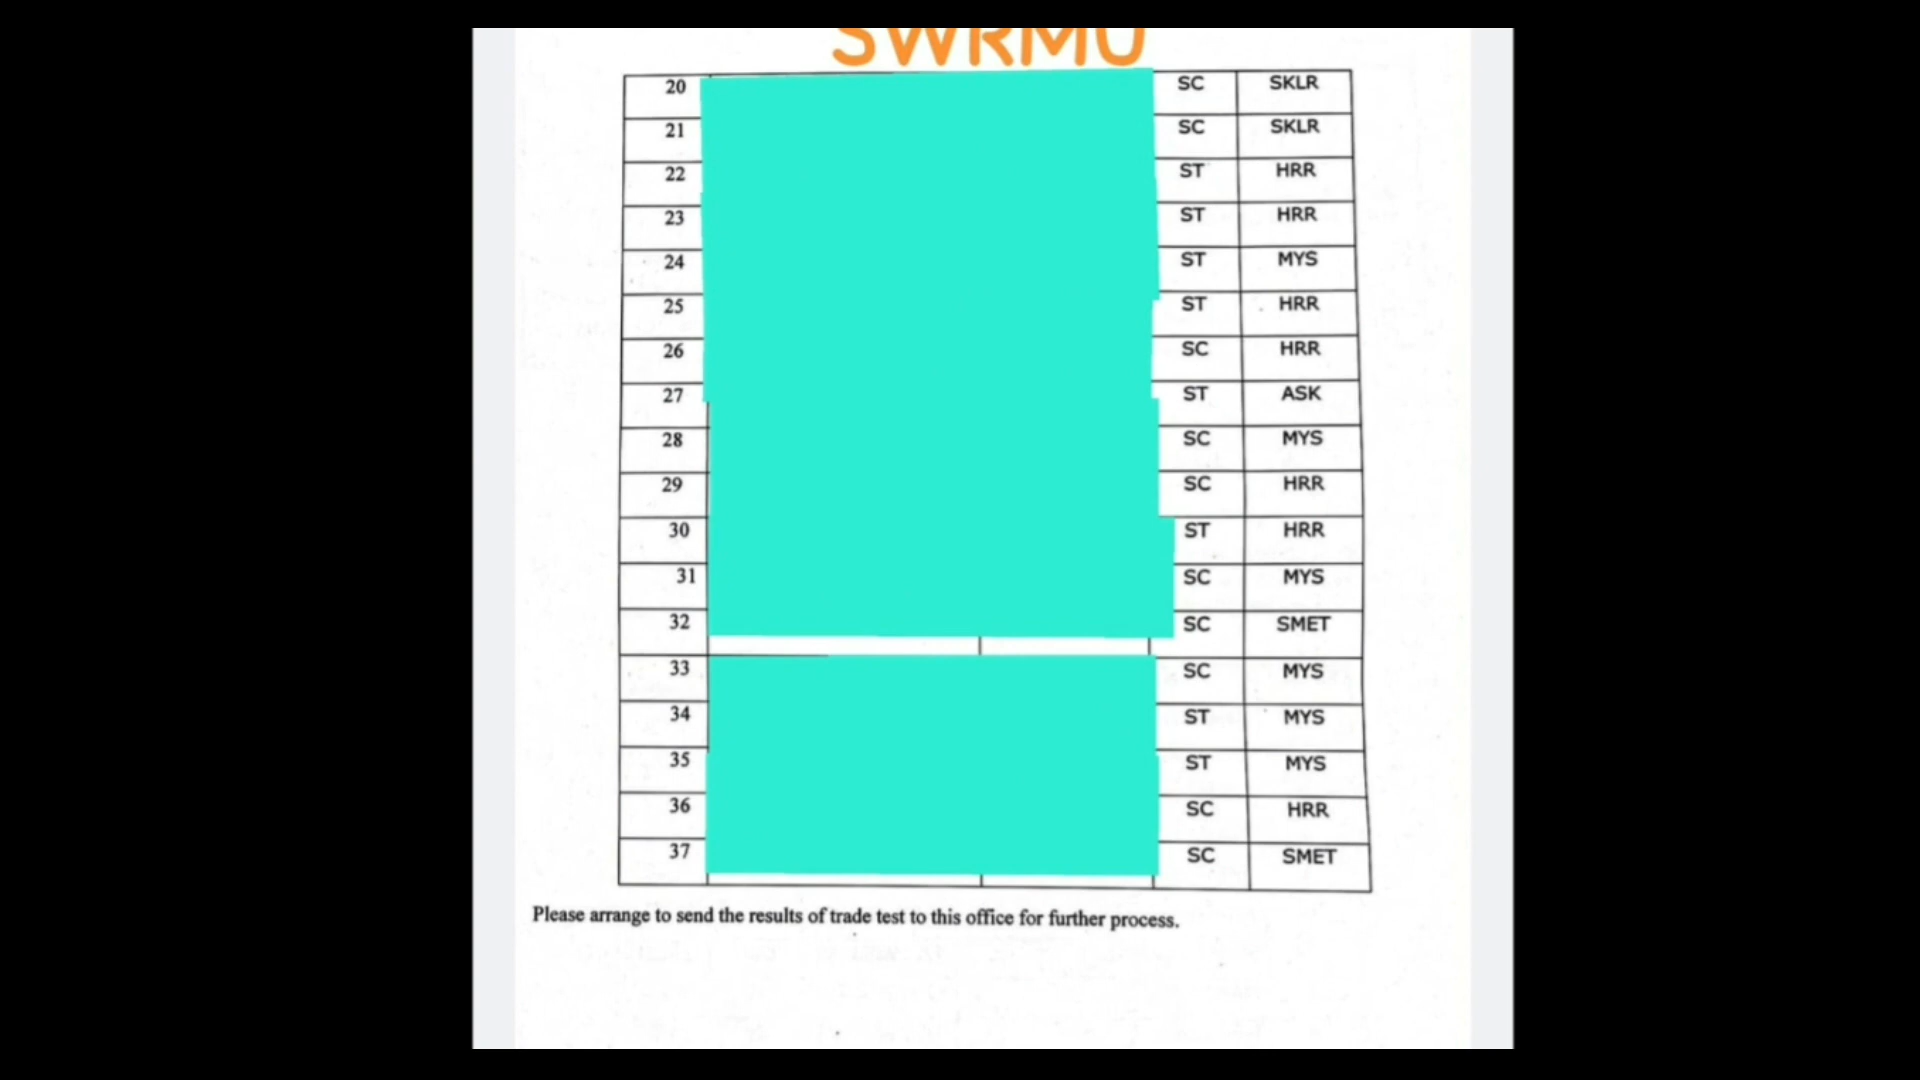 SWRMU
20 SC SKLR
21 SC SKLR
22 ST HRR
23 ST HRR
24 ST MYS
25 ST HRR
26 SC HRR
27 ST ASK
28 SC MYS
29 SC HRR
30 ST HRR
31 SC MYS
32 SC SMET
33 SC MYS
34 ST MYS
35 ST MYS
36 SC HRR
37 SC SMET
Please arrange to send the results of trade test to this office for further process.